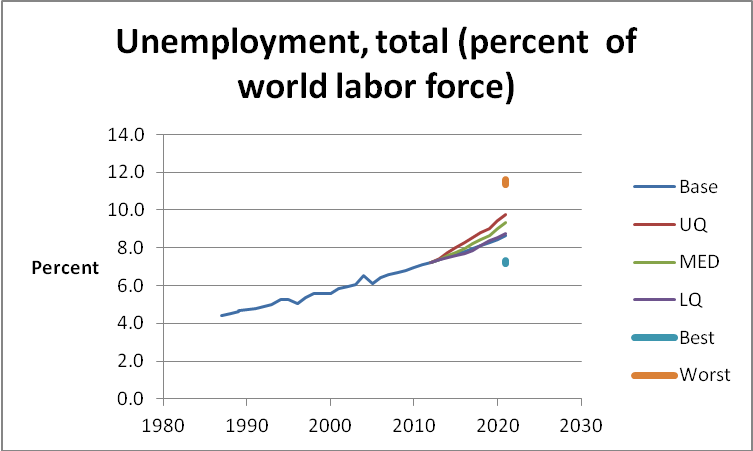 Unemployment, total (percent of
world labor force)
14.0
12.0
10.0
8.0
6.0
4.0
2.0
0.0
Percent
1980 1990 2000 2010 2020 2030
Base
UQ
MED
LQ
Best
Worst